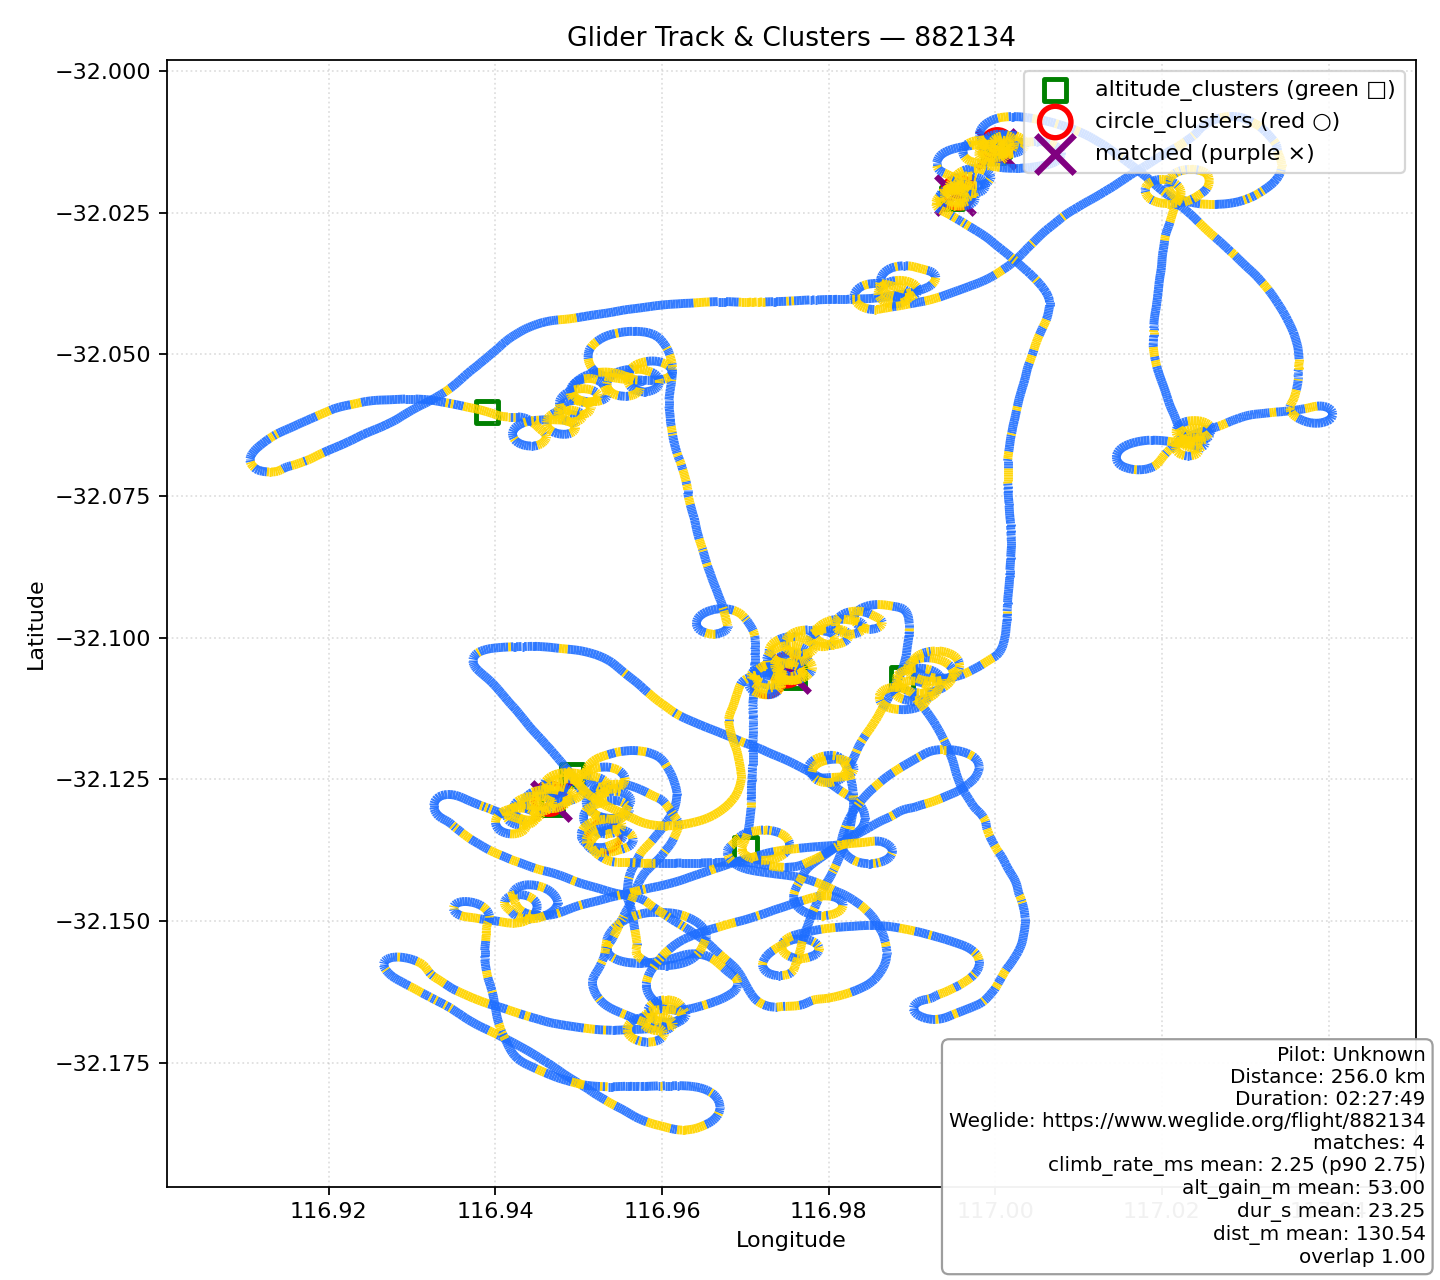 Glider Track & Clusters — 882134
altitude_clusters (green □)
circle_clusters (red ○)
matched (purple ×)
−32.000
−32.025
−32.050
−32.075
−32.100
−32.125
−32.150
−32.175
Latitude
116.92
116.94
116.96
116.98
117.00
117.02
Longitude
Pilot: Unknown
Distance: 256.0 km
Duration: 02:27:49
Weglide: https://www.weglide.org/flight/882134
matches: 4
climb_rate_ms mean: 2.25 (p90 2.75)
alt_gain_m mean: 53.00
dur_s mean: 23.25
dist_m mean: 130.54
overlap 1.00